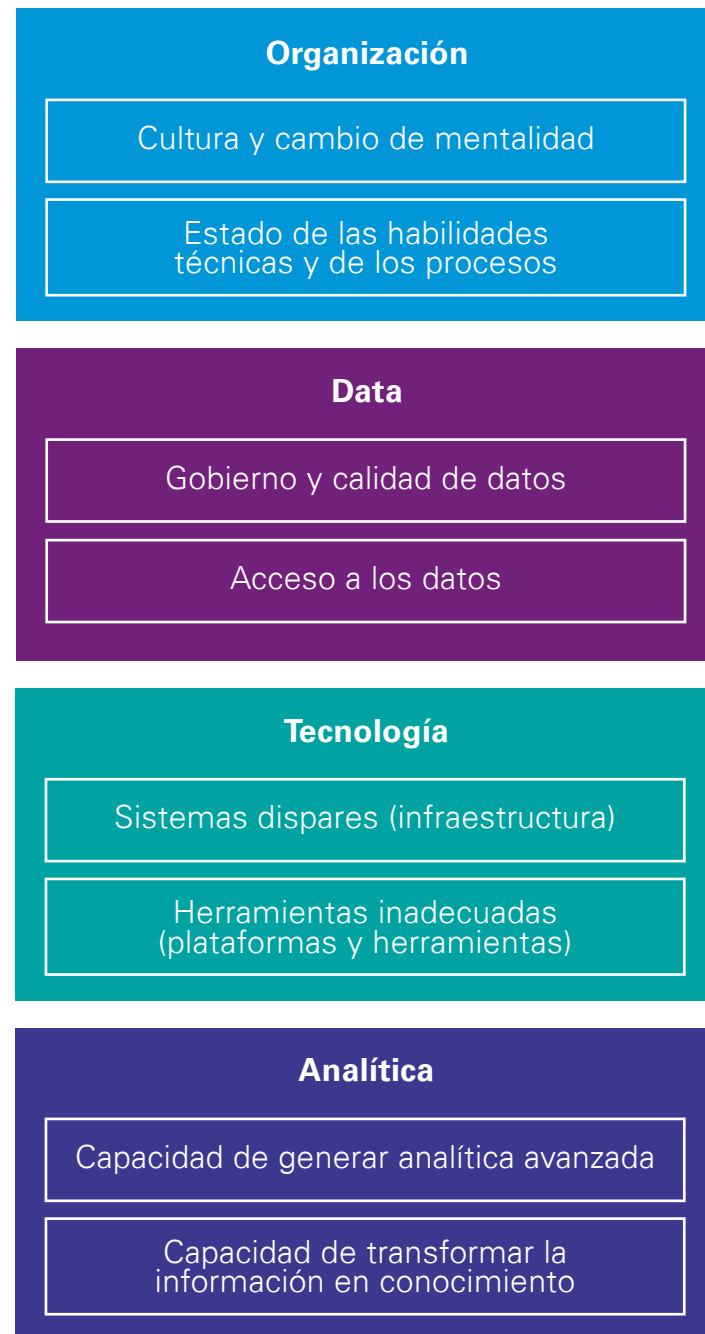 Organización
Cultura y cambio de mentalidad
Estado de las habilidades
técnicas y de los procesos
Data
Gobierno y calidad de datos
Acceso a los datos
Tecnología
Sistemas dispares (infraestructura)
Herramientas inadecuadas
(plataformas y herramientas)
Analítica
Capacidad de generar analítica avanzada
Capacidad de transformar la
información en conocimiento